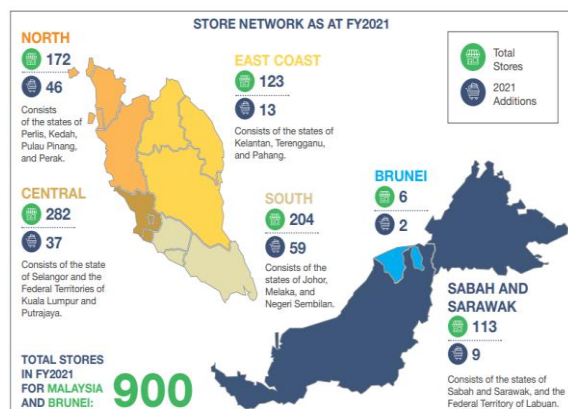 STORE NETWORK AS AT FY2021
NORTH
172
46
Consists
of the states of
Perlis, Kedah,
Pulau Pinang,
and Perak.
EAST COAST
123
13
Consists of the states of
Kelantan, Terengganu,
and Pahang.
Total
Stores
2021
Additions
CENTRAL
282
37
Consists of the state
of Selangor and the
Federal Territories of
Kuala Lumpur and
Putrajaya.
SOUTH
204
59
Consists of the
states of Johor,
Melaka, and
Negeri Sembilan.
BRUNEI
6
2
SABAH AND
SARAWAK
113
9
Consists of the states of
Sabah and Sarawak, and the
Federal Territory of Labuan.
TOTAL STORES
IN FY2021
FOR MALAYSIA
AND BRUNEI:
900